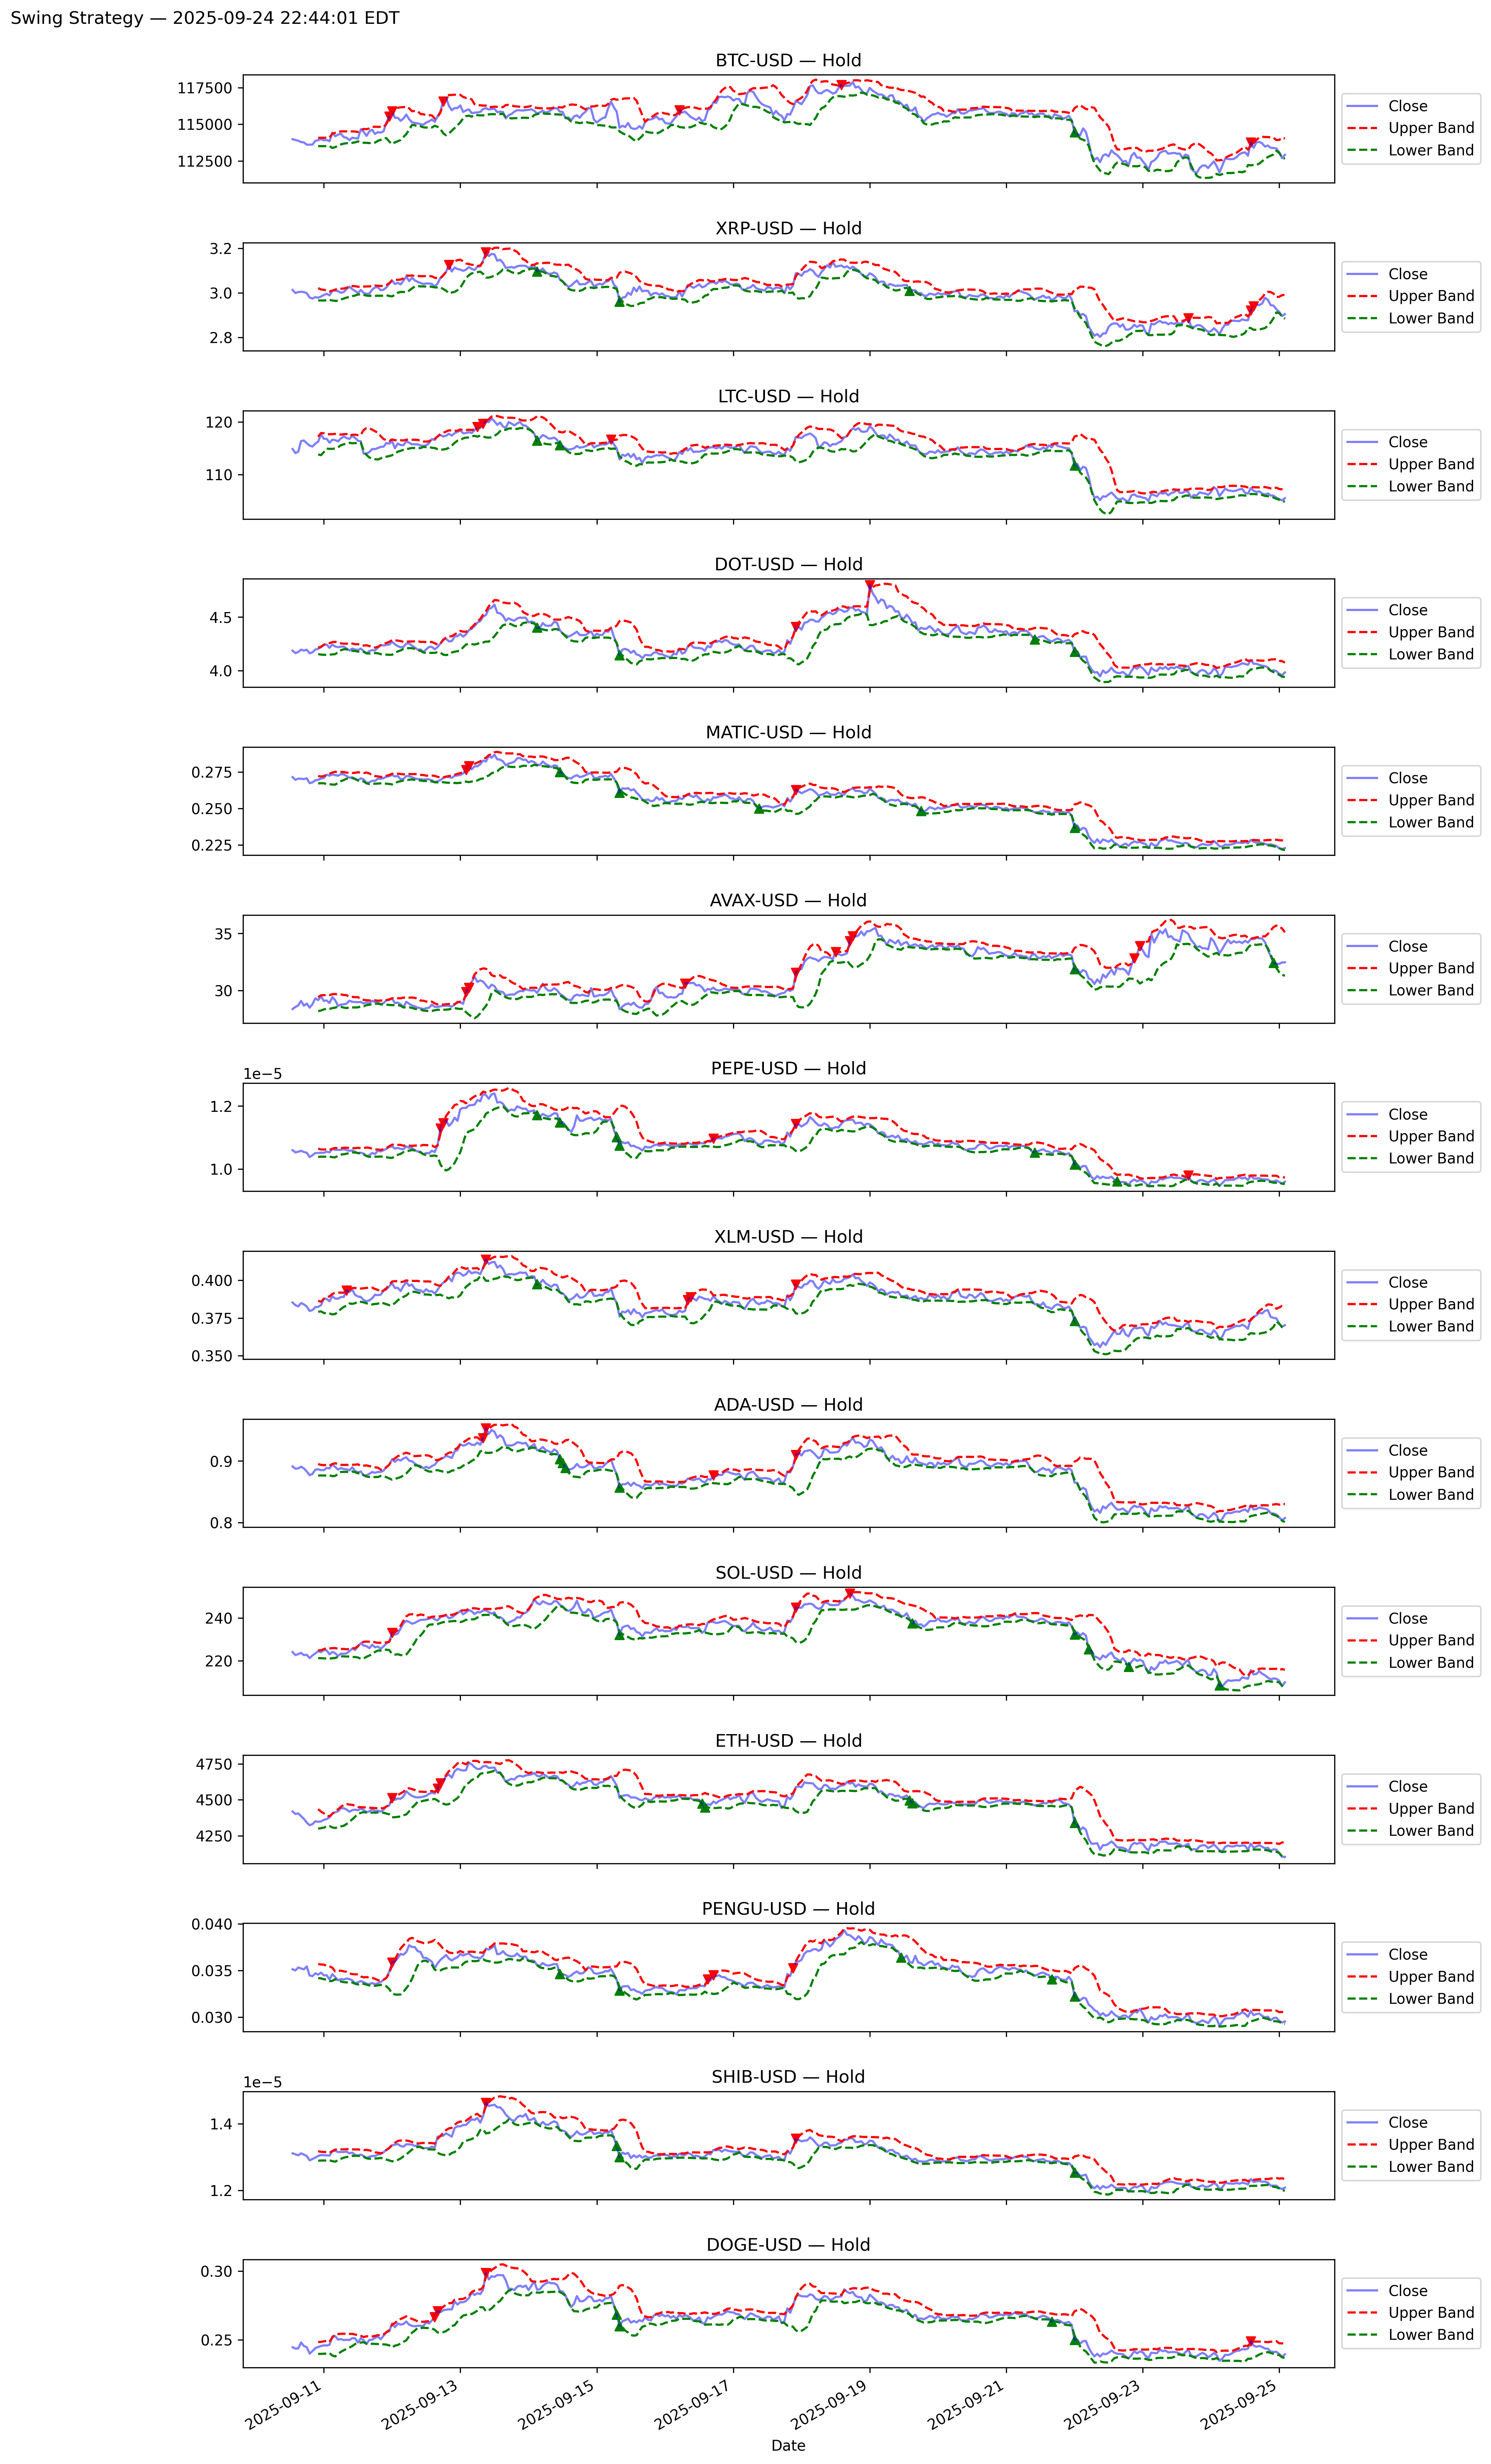 Swing Strategy — 2025-09-24 22:44:01 EDT
BTC-USD — Hold
117500
115000
112500
Close
Upper Band
Lower Band
XRP-USD — Hold
3.2
3.0
2.8
Close
Upper Band
Lower Band
LTC-USD — Hold
120
110
Close
Upper Band
Lower Band
DOT-USD — Hold
4.5
4.0
Close
Upper Band
Lower Band
MATIC-USD — Hold
0.275
0.250
0.225
Close
Upper Band
Lower Band
AVAX-USD — Hold
35
30
Close
Upper Band
Lower Band
PEPE-USD — Hold
1e−5
1.2
1.0
Close
Upper Band
Lower Band
XLM-USD — Hold
0.400
0.375
0.350
Close
Upper Band
Lower Band
ADA-USD — Hold
0.9
0.8
Close
Upper Band
Lower Band
SOL-USD — Hold
240
220
Close
Upper Band
Lower Band
ETH-USD — Hold
4750
4500
4250
Close
Upper Band
Lower Band
PENGU-USD — Hold
0.040
0.035
0.030
Close
Upper Band
Lower Band
SHIB-USD — Hold
1e−5
1.4
1.2
Close
Upper Band
Lower Band
DOGE-USD — Hold
0.30
0.25
Close
Upper Band
Lower Band
2025-09-11
2025-09-13
2025-09-15
2025-09-17
2025-09-19
2025-09-21
2025-09-23
2025-09-25
Date